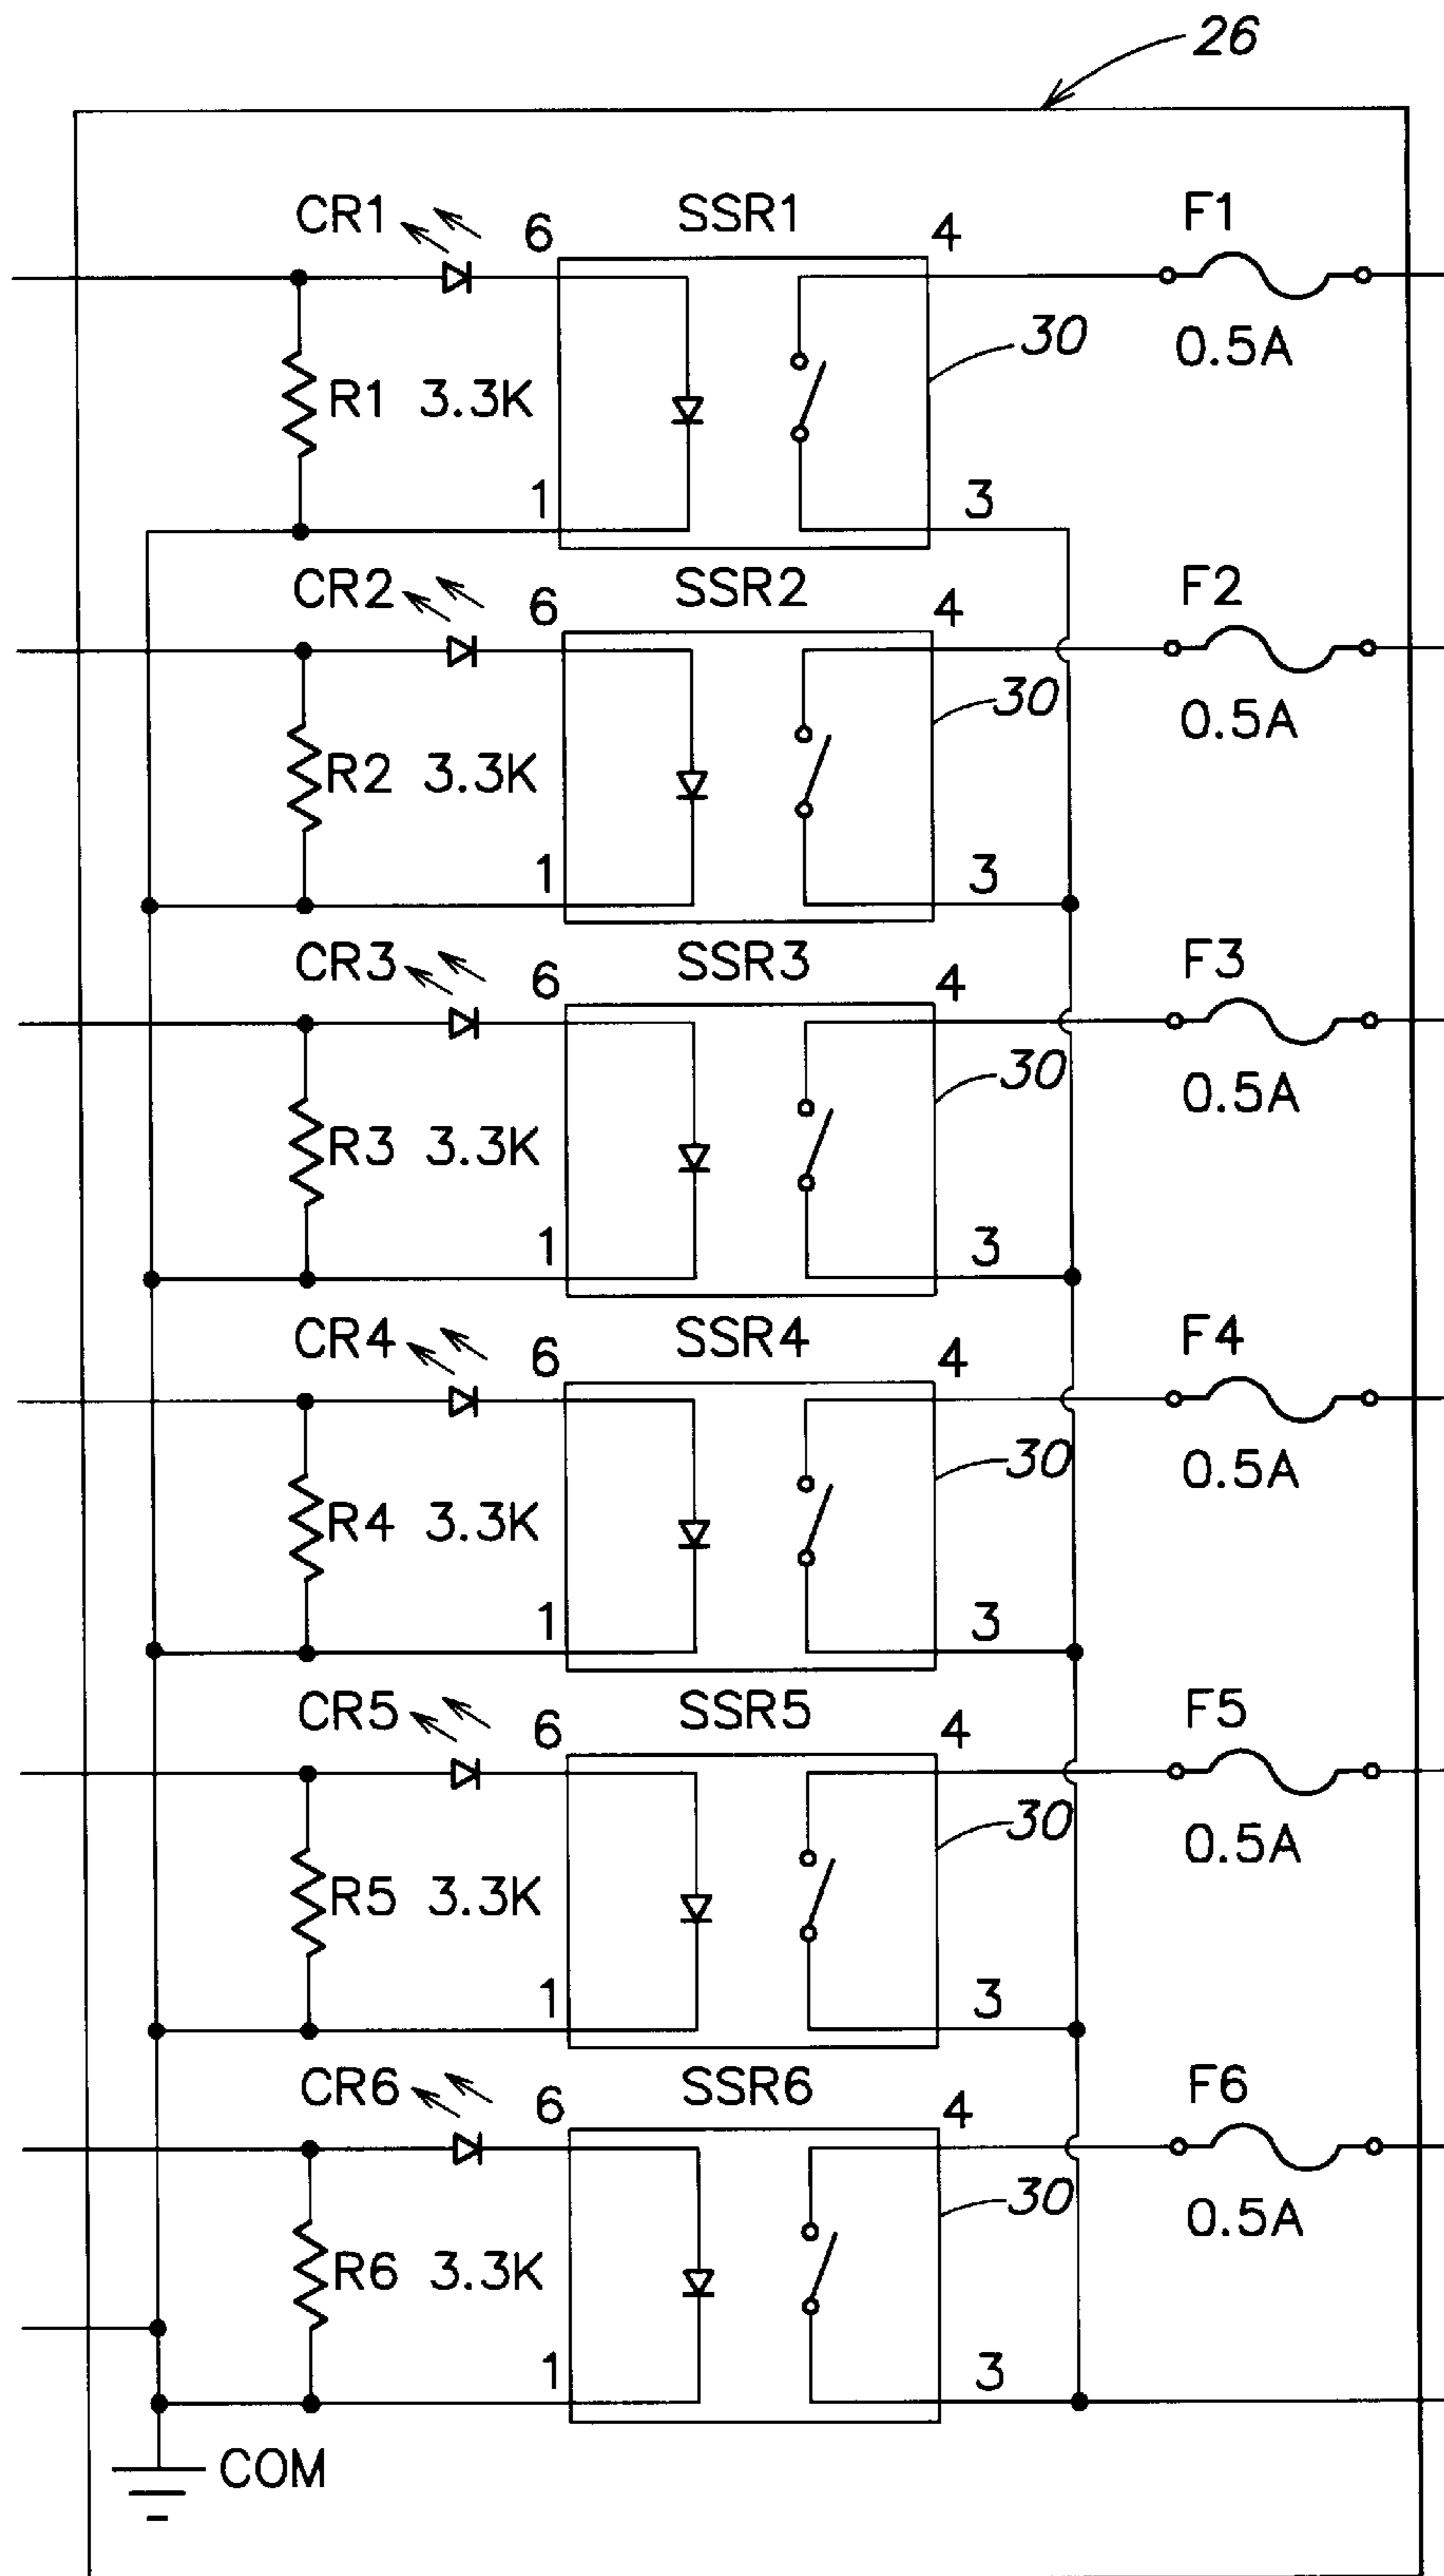 26
CR1 6 SSR1 4 F1
30 0.5A
R1 3.3K
1 3
CR2 6 SSR2 4 F2
30 0.5A
R2 3.3K
1 3
CR3 6 SSR3 4 F3
30 0.5A
R3 3.3K
1 3
CR4 6 SSR4 4 F4
30 0.5A
R4 3.3K
1 3
CR5 6 SSR5 4 F5
30 0.5A
R5 3.3K
1 3
CR6 6 SSR6 4 F6
30 0.5A
R6 3.3K
1 3
COM